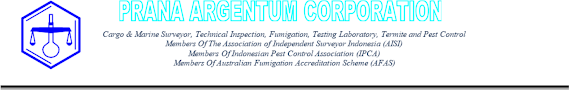 PRANA ARGENTUM CORPORATION
Cargo & Marine Surveyor, Technical Inspection, Fumigation, Testing Laboratory, Termite and Pest Control
Members Of The Association of Independent Surveyor Indonesia (AISI)
Members Of Indonesian Pest Control Association (IPCA)
Members Of Australian Fumigation Accreditation Scheme (AFAS)